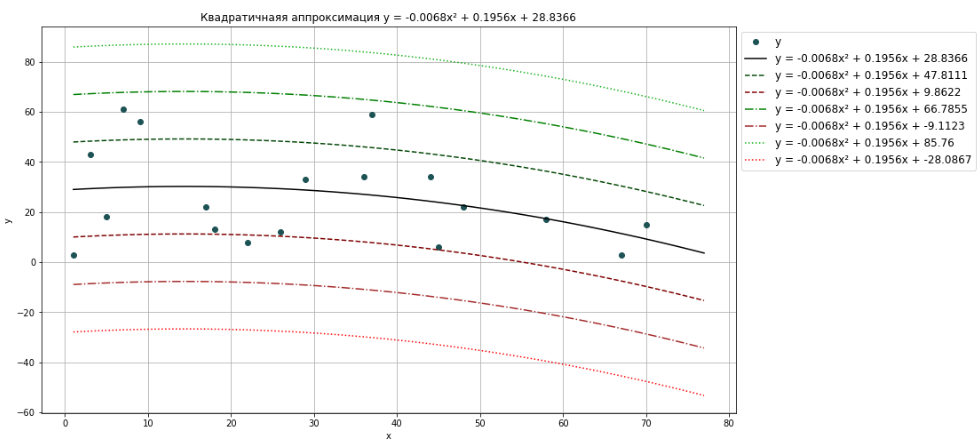 Квадратичнаяя аппроксимация y = -0.0068x² + 0.1956x + 28.8366
y
80
60
40
20
0
−20
−40
−60
0 10 20 30 40 50 60 70 80
x
y
y = -0.0068x² + 0.1956x + 28.8366
y = -0.0068x² + 0.1956x + 47.8111
y = -0.0068x² + 0.1956x + 9.8622
y = -0.0068x² + 0.1956x + 66.7855
y = -0.0068x² + 0.1956x + -9.1123
y = -0.0068x² + 0.1956x + 85.76
y = -0.0068x² + 0.1956x + -28.0867